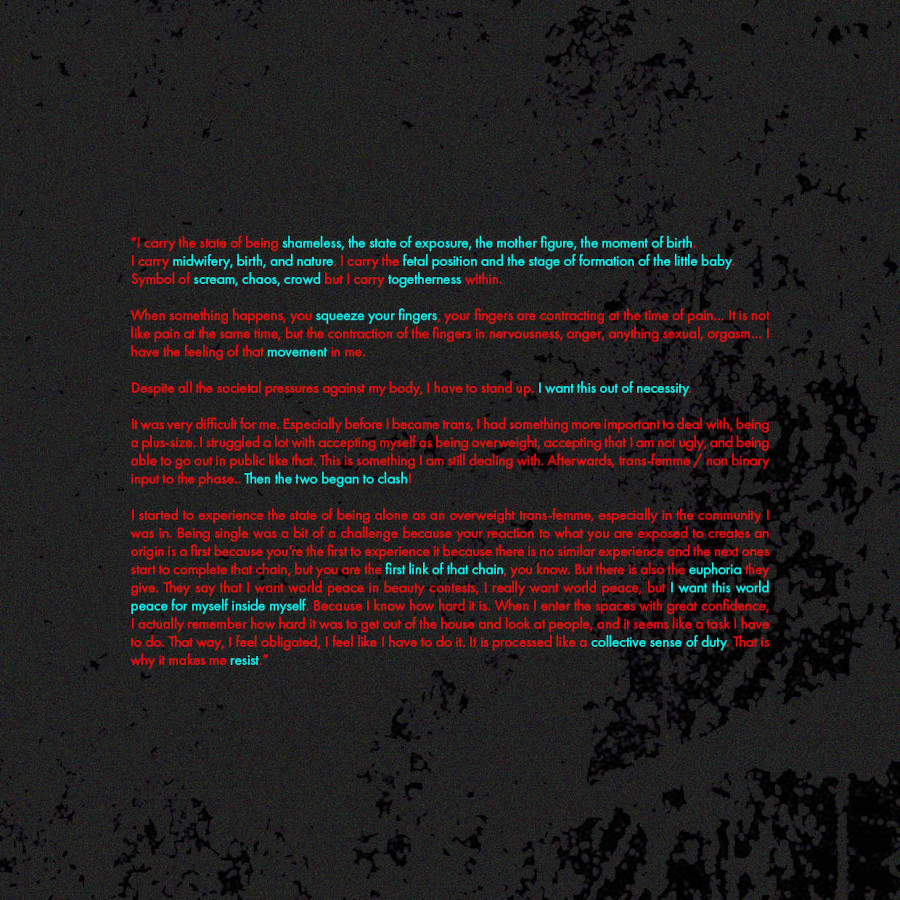 "I carry the state of being shameless, the state of exposure, the mother figure, the moment of birth.
I carry midwifery, birth, and nature. I carry the fetal position and the stage of formation of the little baby.
Symbol of scream, chaos, crowd but I carry togetherness within.
When something happens, you squeeze your fingers, your fingers are contracting at the time of pain... It is not
like pain at the same time, but the contraction of the fingers in nervousness, anger, anything sexual, orgasm... I
have the feeling of that movement in me.
Despite all the societal pressures against my body, I have to stand up. I want this out of necessity.
It was very difficult for me. Especially before I became trans, I had something more important to deal with, being
a plus-size. I struggled a lot with accepting myself as being overweight, accepting that I am not ugly, and being
able to go out in public like that. This is something I am still dealing with. Afterwards, trans-femme / non binary
input to the phase.. Then the two began to clash!
I started to experience the state of being alone as an overweight trans-femme, especially in the community I
was in. Being single was a bit of a challenge because your reaction to what you are exposed to creates an
origin is a first because you're the first to experience it because there is no similar experience and the next ones
start to complete that chain, but you are the first link of that chain, you know. But there is also the euphoria they
give. They say that I want world peace in beauty contests, I really want world peace, but I want this world
peace for myself inside myself. Because I know how hard it is. When I enter the spaces with great confidence,
I actually remember how hard it was to get out of the house and look at people, and it seems like a task I have
to do. That way, I feel obligated, I feel like I have to do it. It is processed like a collective sense of duty. That is
why it makes me resist."